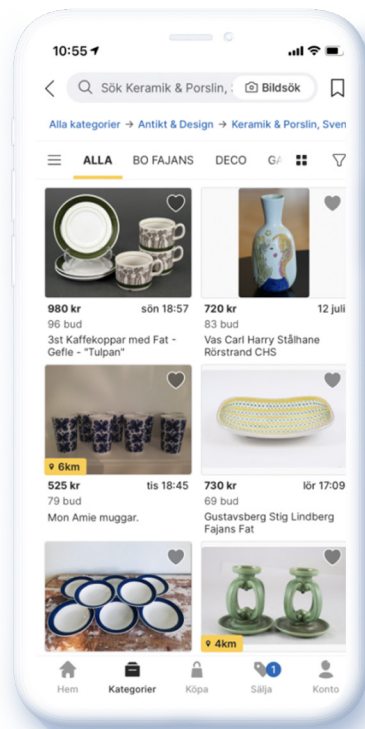 10:55
Sök Keramik & Porslin,
Bildsök
Alla kategorier → Antikt & Design → Keramik & Porslin, Sven
ALLA BO FAJANS DECO GA
980 kr sön 18:57
96 bud
3st Kaffekoppar med Fat -
Gefle - "Tulpan"
720 kr 12 juli
83 bud
Vas Carl Harry Stålhane
Rörstrand CHS
6km
525 kr tis 18:45
79 bud
Mon Amie muggar.
730 kr lör 17:09
69 bud
Gustavsberg Stig Lindberg
Fajans Fat
4km
1
Hem Kategorier Köpa Sälja Konto